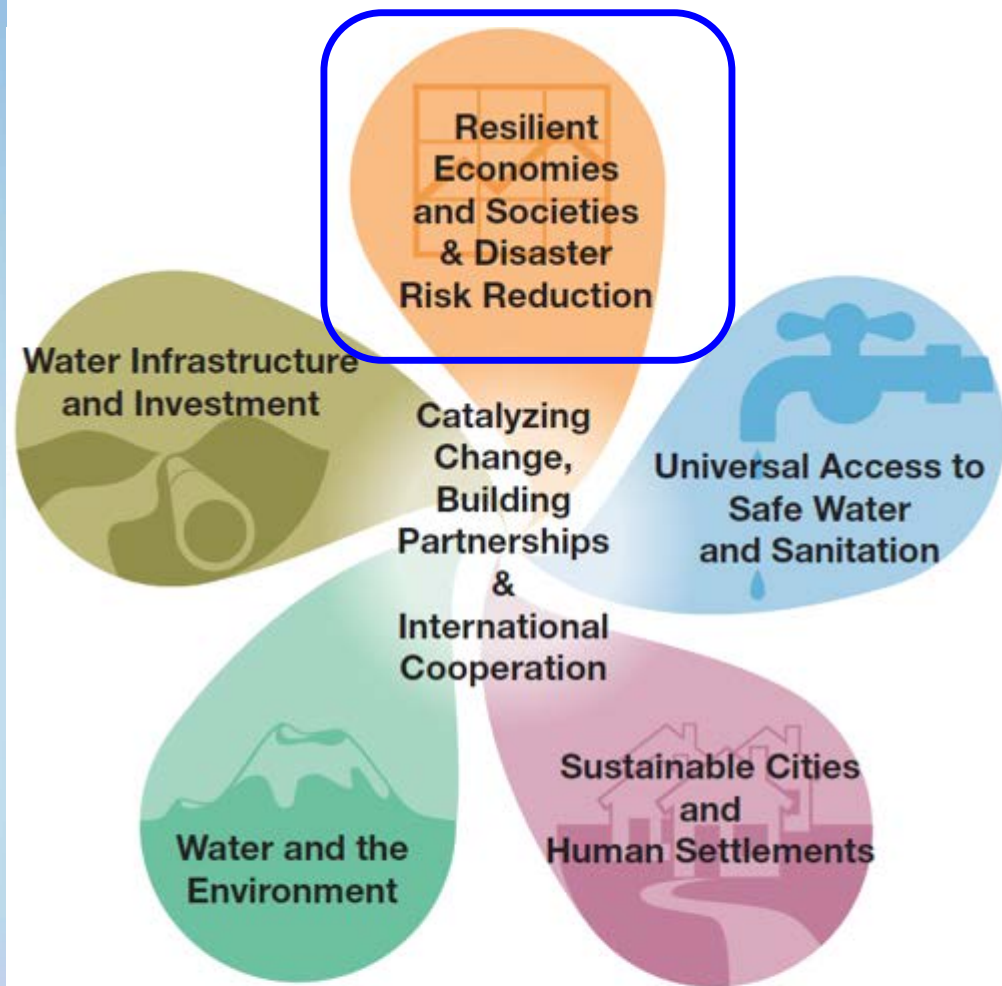 Resilient
Economies
and Societies
& Disaster
Risk Reduction
Water Infrastructure
and Investment
Catalyzing
Change,
Building
Partnerships
&
International
Cooperation
Universal Access to
Safe Water
and Sanitation
Water and the
Environment
Sustainable Cities
and
Human Settlements